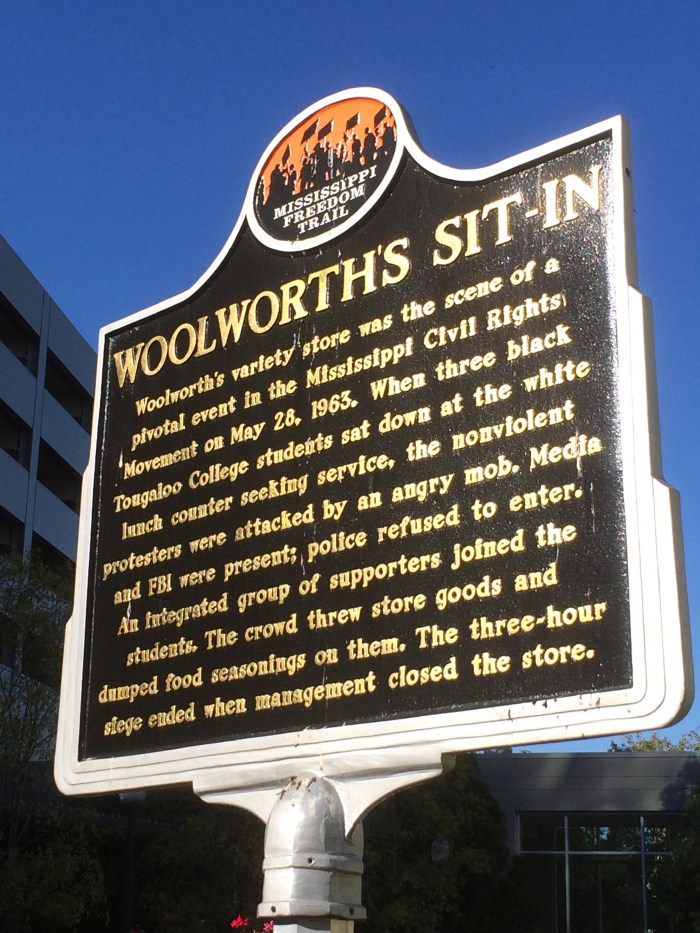 MISSISSIPPI
FREEDOM
TRAIL
WOOLWORTH'S SIT-IN
Woolworth's variety store was the scene of a
pivotal event in the Mississippi Civil Rights
Movement on May 28, 1963. When three black
Tougaloo College students sat down at the white
lunch counter seeking service, the nonviolent
protesters were attacked by an angry mob. Media
and FBI were present; police refused to enter.
An integrated group of supporters joined the
students. The crowd threw store goods and
dumped food seasonings on them. The three-hour
siege ended when management closed the store.